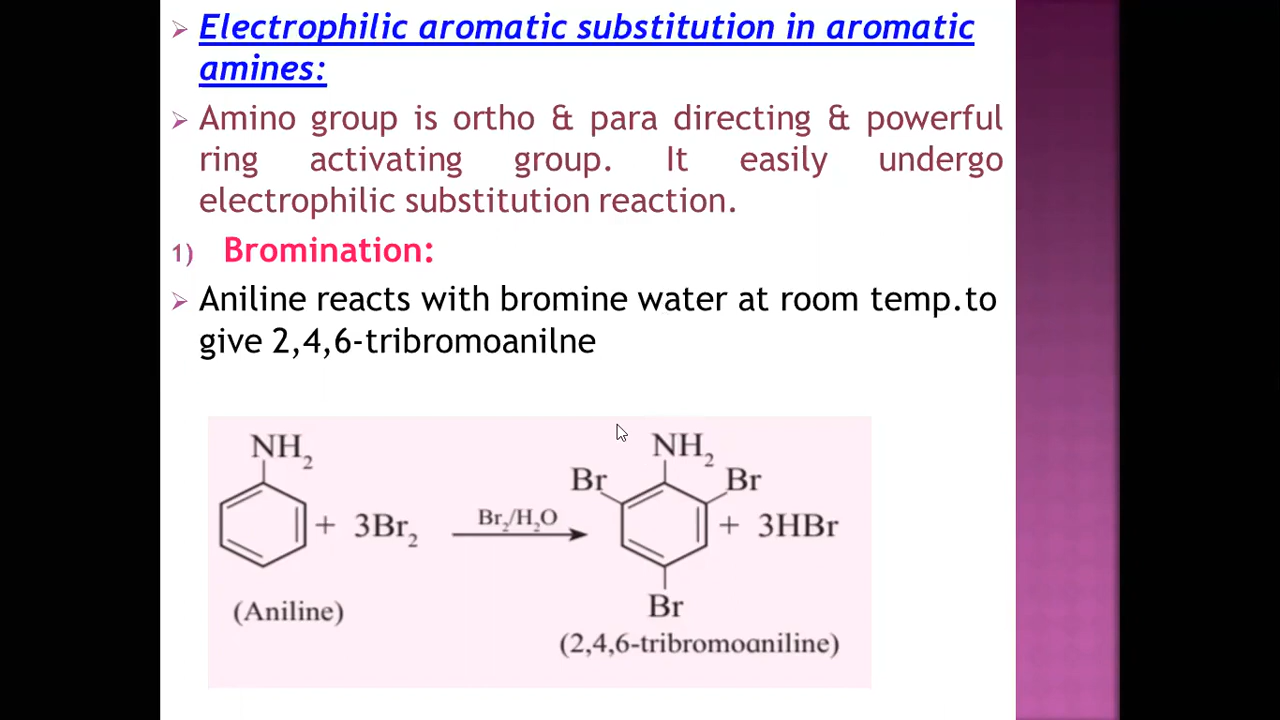 ➢ Electrophilic aromatic substitution in aromatic
amines:
➢ Amino group is ortho & para directing & powerful
ring activating group. It easily undergo
electrophilic substitution reaction.
1) Bromination:
➢ Aniline reacts with bromine water at room temp.to
give 2,4,6-tribromoanilne
NH₂ NH₂
Br Br
+ 3Br₂ Br₂/H₂O + 3HBr
Br
(Aniline)
(2,4,6-tribromoaniline)